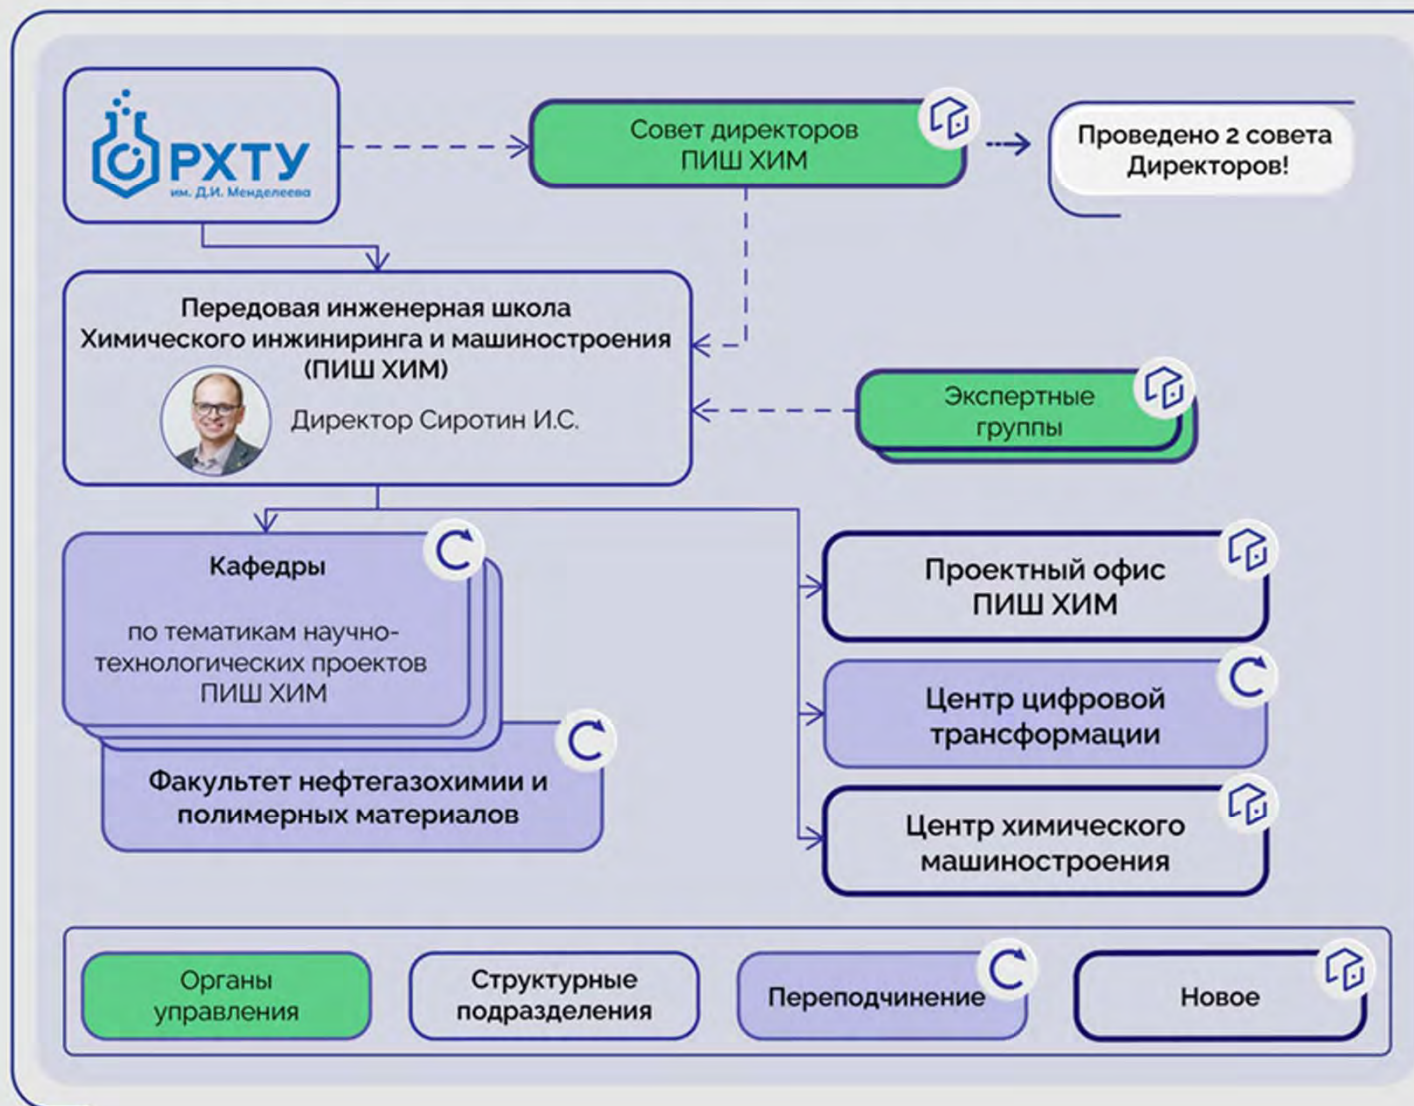 РХТУ
им. Д.И. Менделеева
Совет директоров
ПИШ ХИМ
Проведено 2 совета
Директоров!
Передовая инженерная школа
Химического инжиниринга и машиностроения
(ПИШ ХИМ)
Директор Сиротин И.С.
Экспертные
группы
Кафедры
по тематикам научно-
технологических проектов
ПИШ ХИМ
Факультет нефтегазохимии и
полимерных материалов
Проектный офис
ПИШ ХИМ
Центр цифровой
трансформации
Центр химического
машиностроения
Органы
управления
Структурные
подразделения
Переподчинение
Новое